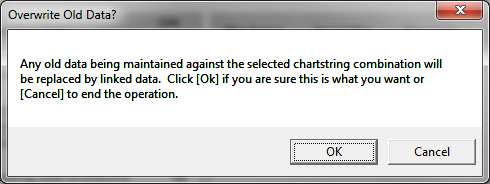 Overwrite Old Data?
Any old data being maintained against the selected chartstring combination will
be replaced by linked data.  Click [Ok] if you are sure this is what you want or
[Cancel] to end the operation.
OK
Cancel